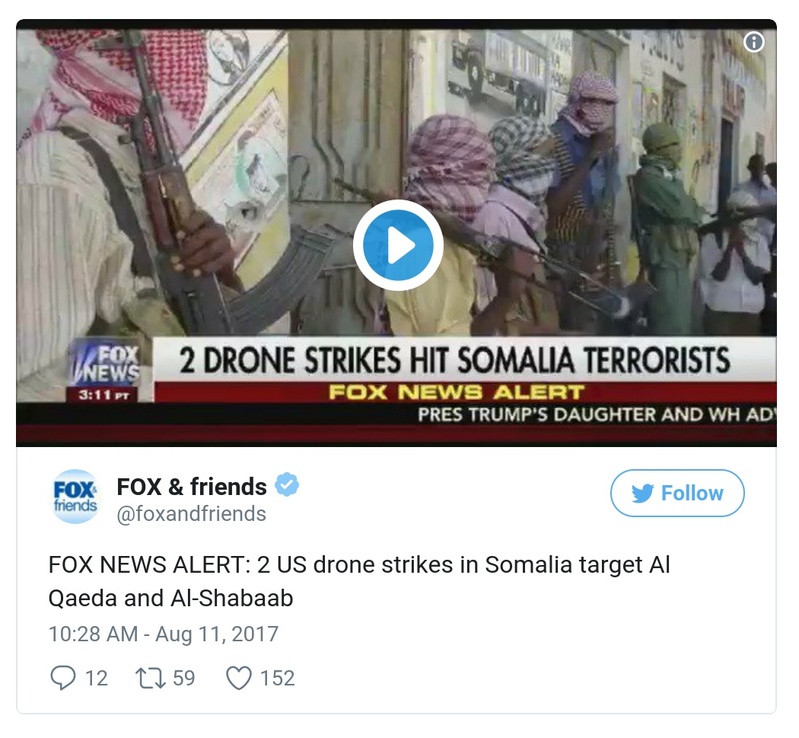 2 DRONE STRIKES HIT SOMALIA TERRORISTS
FOX
NEWS
3:11 PT
FOX NEWS ALERT
PRES TRUMP'S DAUGHTER AND WH AD
FOX&
friends
FOX & friends
@foxandfriends
Follow
FOX NEWS ALERT: 2 US drone strikes in Somalia target Al
Qaeda and Al-Shabaab
10:28 AM - Aug 11, 2017
12 59 152